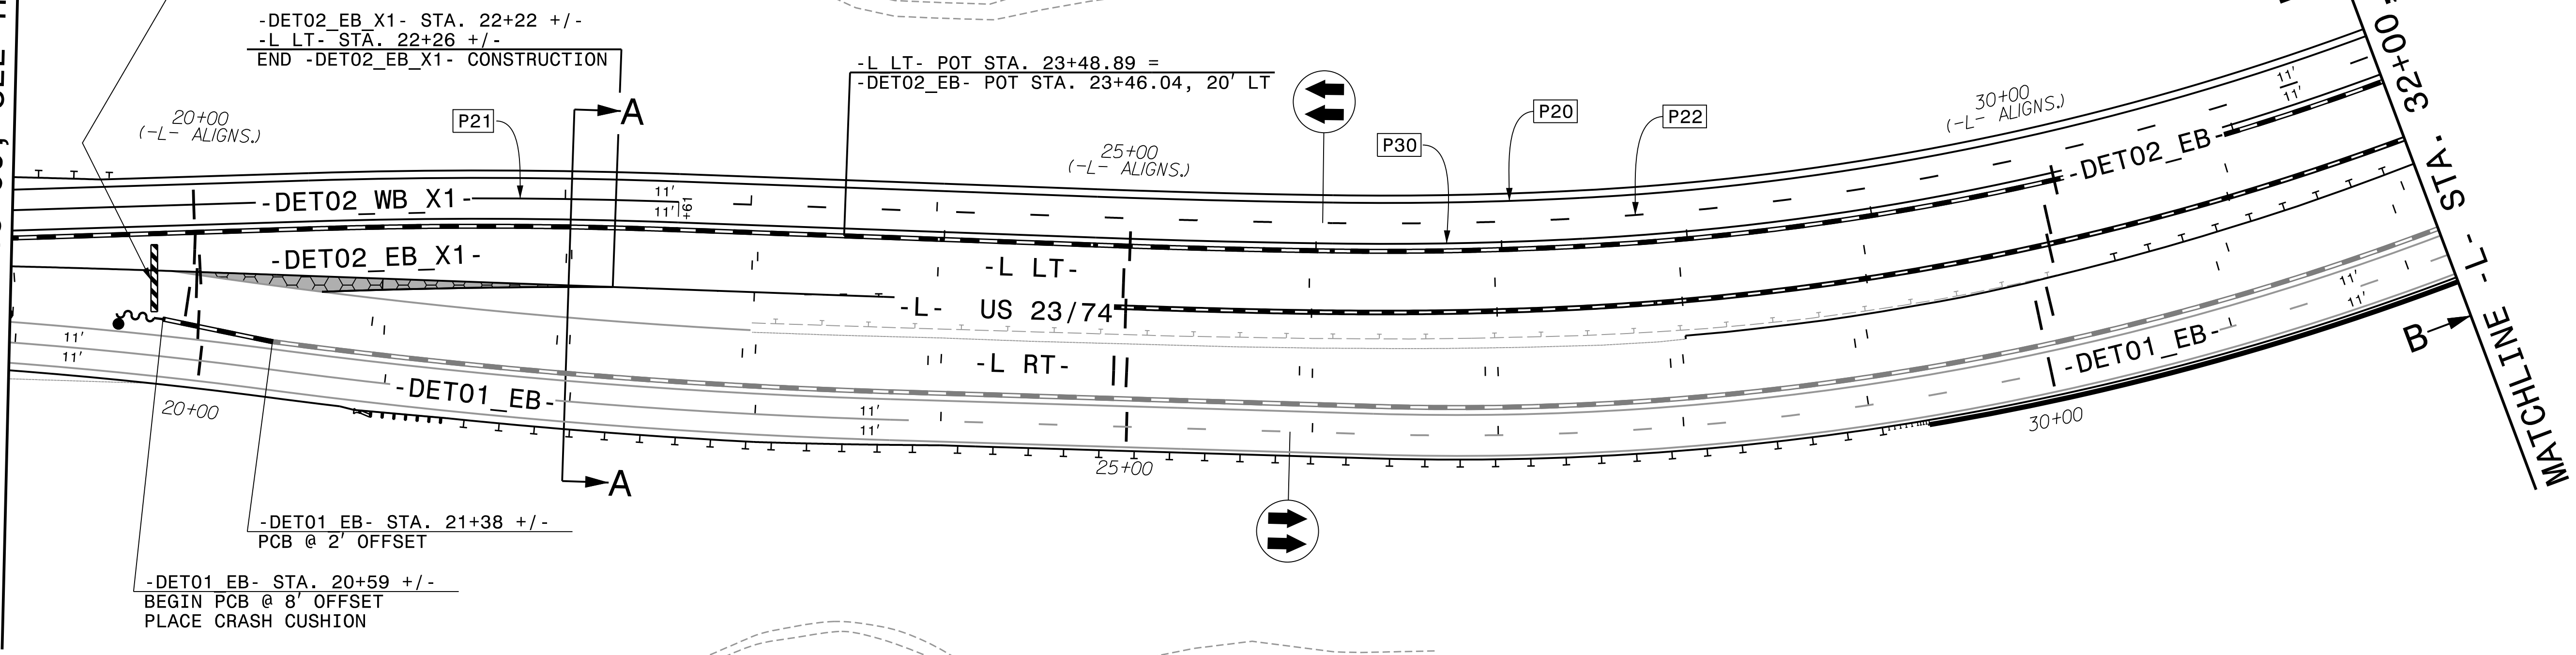 -DET02_EB_X1- STA. 22+22 +/-
-L LT- STA. 22+26 +/-
END -DET02_EB_X1- CONSTRUCTION
-L LT- POT STA. 23+48.89 =
-DET02_EB- POT STA. 23+46.04, 20' LT
20+00
(-L- ALIGNS.)
P21
A
25+00
(-L- ALIGNS.)
P30
P20
P22
30+00
(-L- ALIGNS.)
11'
11'
-DET02_WB_X1-
11'
11'
+61
-DET02_EB-
-DET02_EB_X1-
-L LT-
-L- US 23/74
-L RT-
11'
11'
-DET01_EB-
11'
11'
11'
11'
-DET01_EB-
B
20+00
25+00
30+00
A
-DET01_EB- STA. 21+38 +/-
PCB @ 2' OFFSET
-DET01_EB- STA. 20+59 +/-
BEGIN PCB @ 8' OFFSET
PLACE CRASH CUSHION
MATCHLINE -L- STA. 32+00